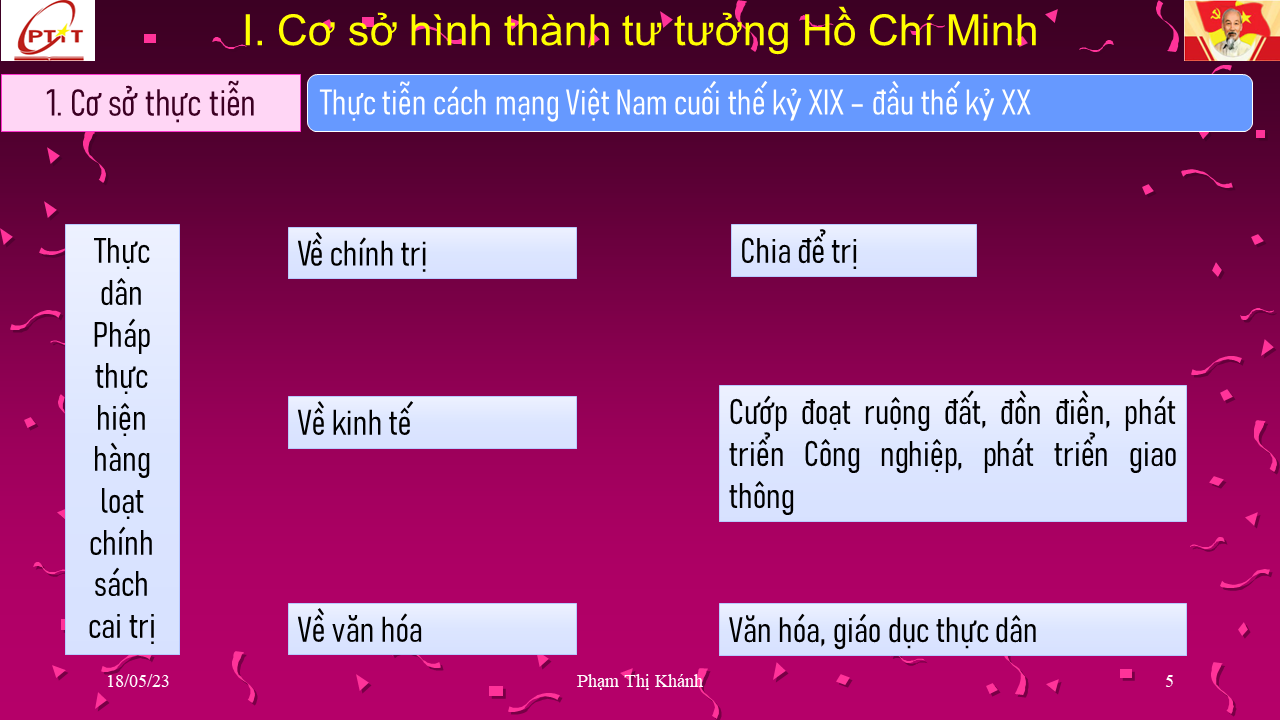 PTIT
I. Cơ sở hình thành tư tưởng Hồ Chí Minh
1. Cơ sở thực tiễn
Thực tiễn cách mạng Việt Nam cuối thế kỷ XIX – đầu thế kỷ XX
Thực
dân
Pháp
thực
hiện
hàng
loạt
chính
sách
cai trị
Về chính trị
Chia để trị
Về kinh tế
Cướp đoạt ruộng đất, đồn điền, phát
triển Công nghiệp, phát triển giao
thông
Về văn hóa
Văn hóa, giáo dục thực dân
18/05/23
Phạm Thị Khánh
5